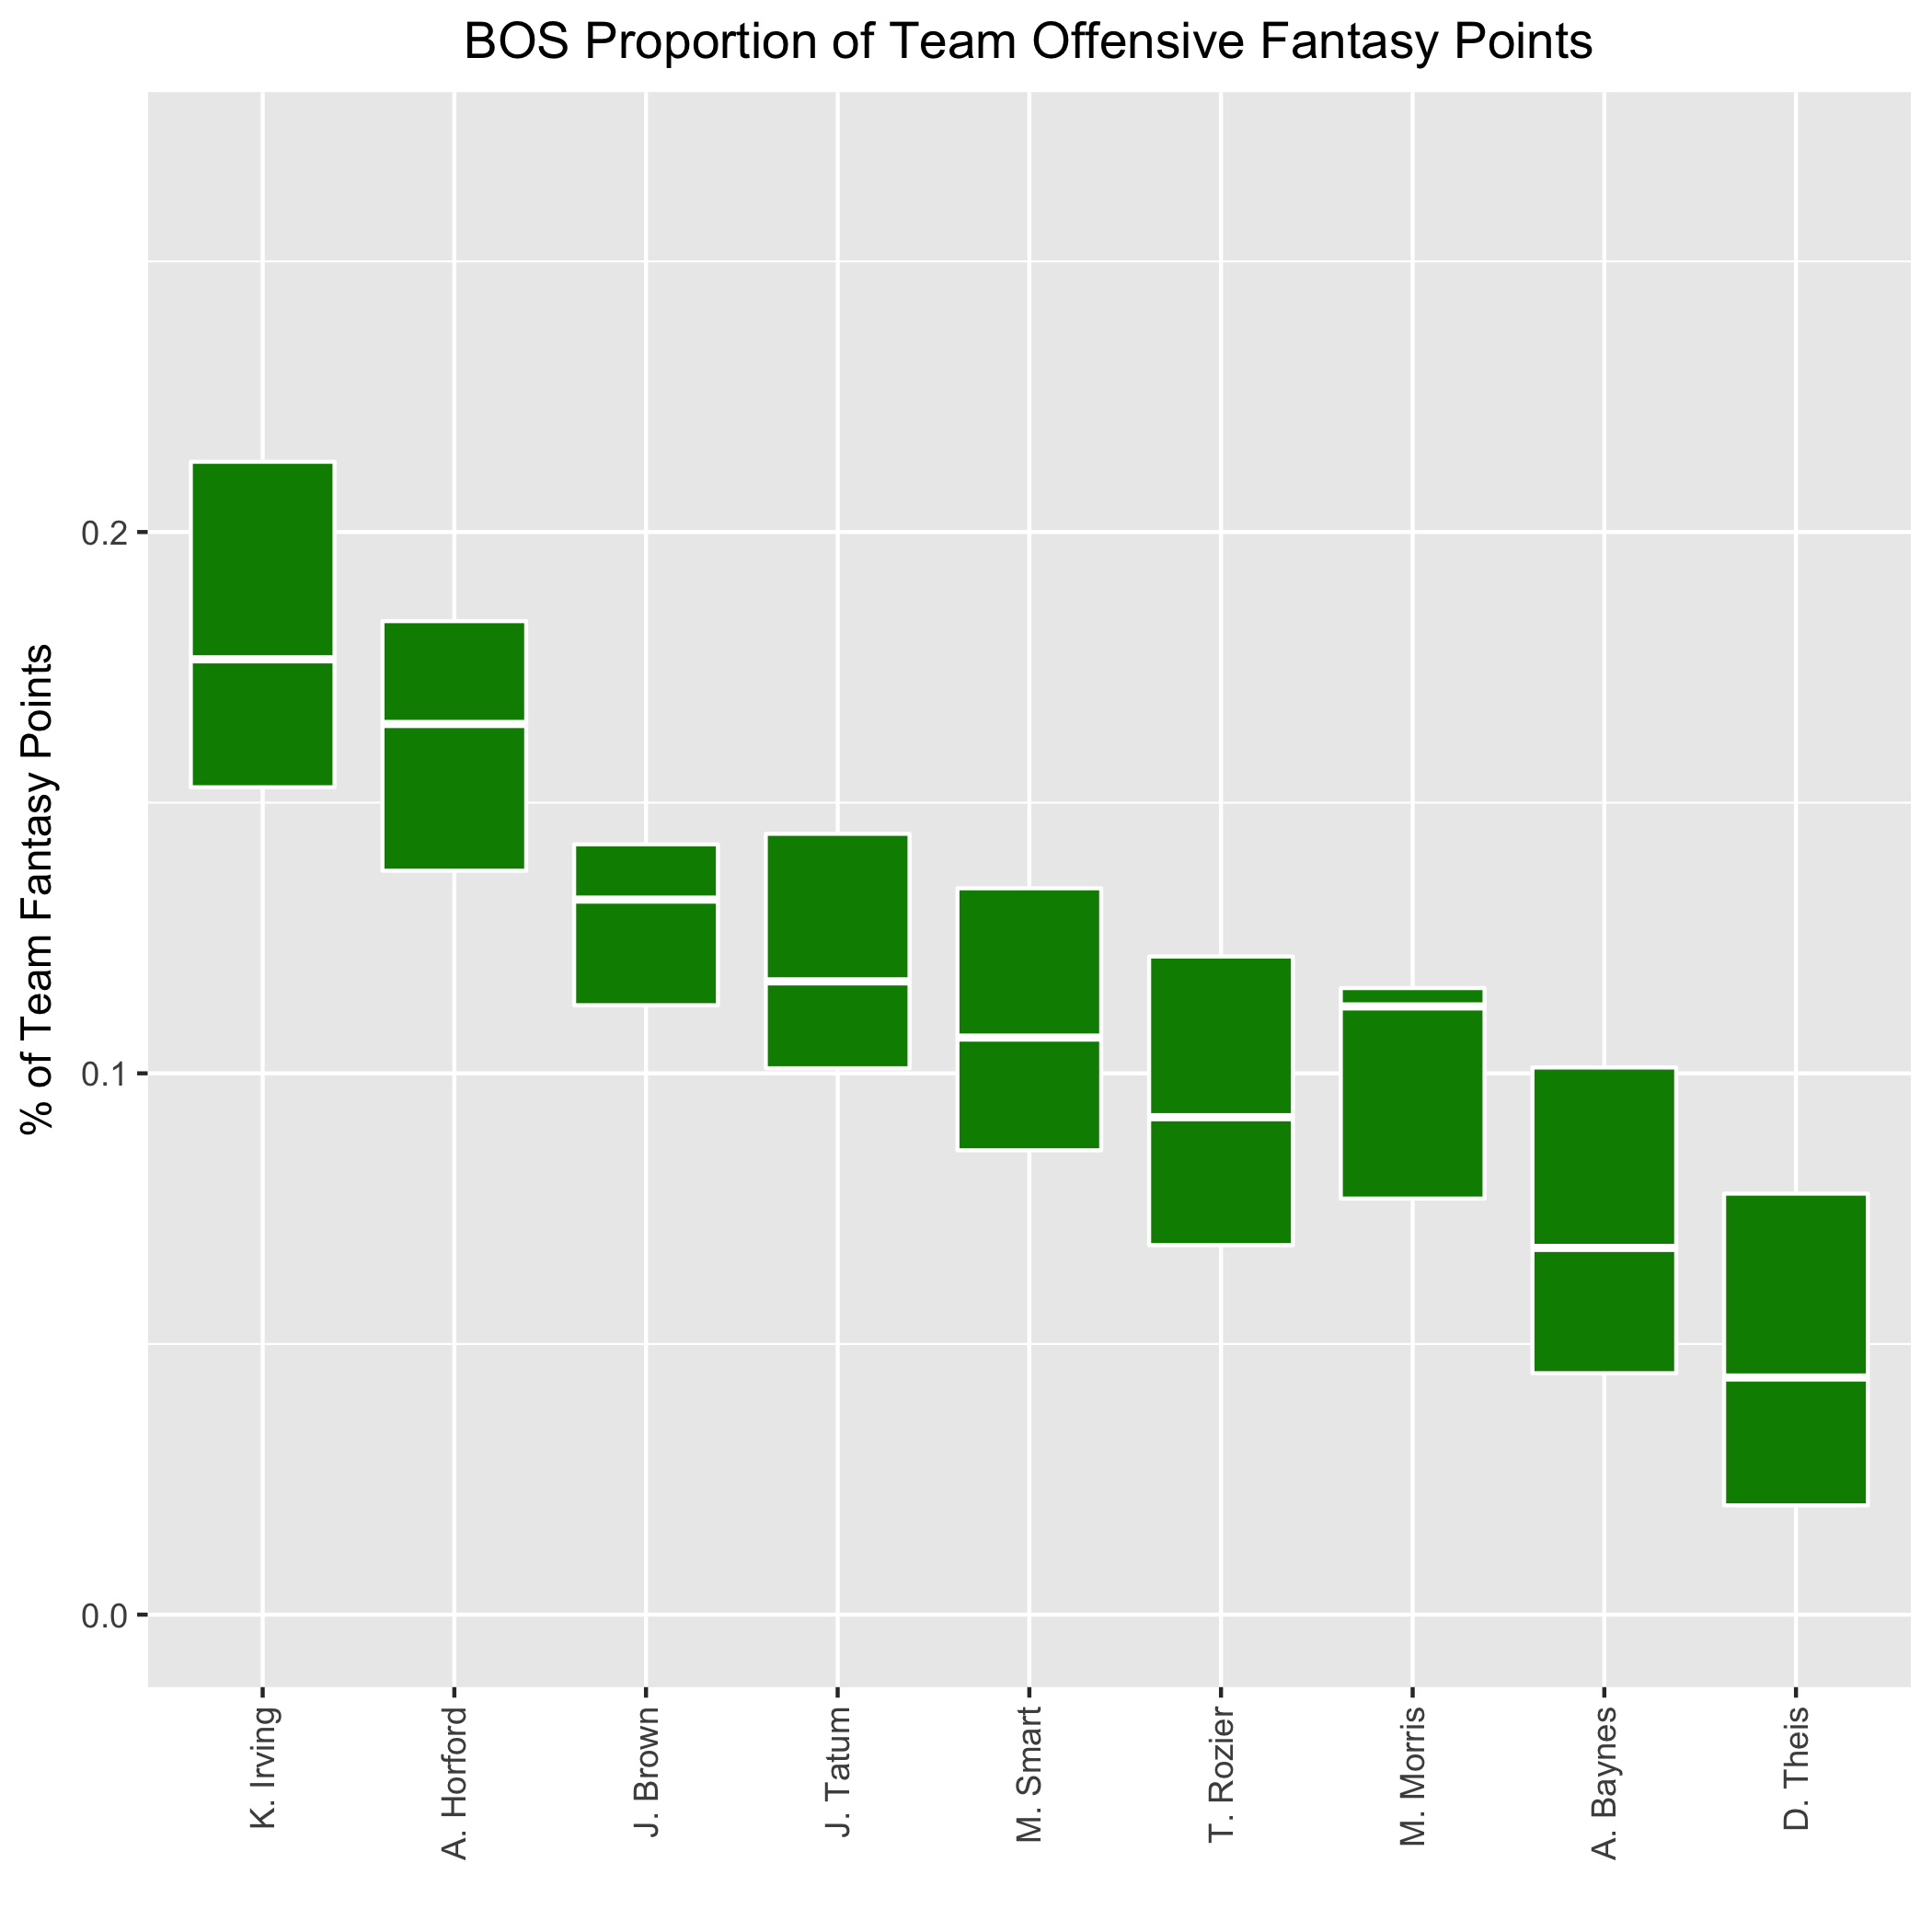 BOS Proportion of Team Offensive Fantasy Points
% of Team Fantasy Points
0.2
0.1
0.0
K. Irving
A. Horford
J. Brown
J. Tatum
M. Smart
T. Rozier
M. Morris
A. Baynes
D. Theis